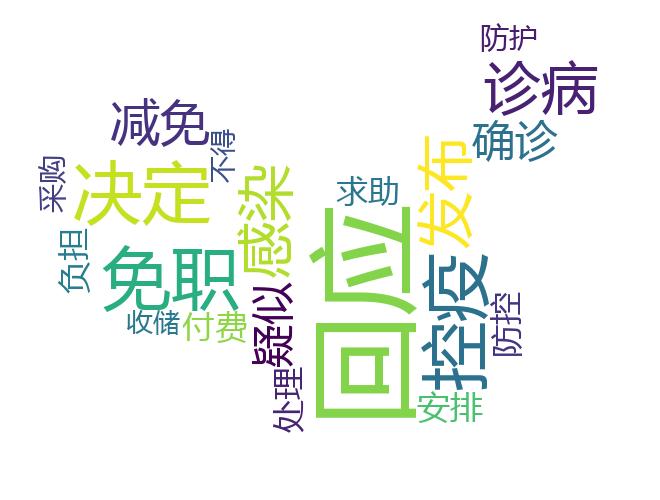 防护
诊病
减免
确诊
不得
采购
决定
发布
感染
求助
回应
负担
免职
控疫
疑似
防控
收储
付费
处理
安排